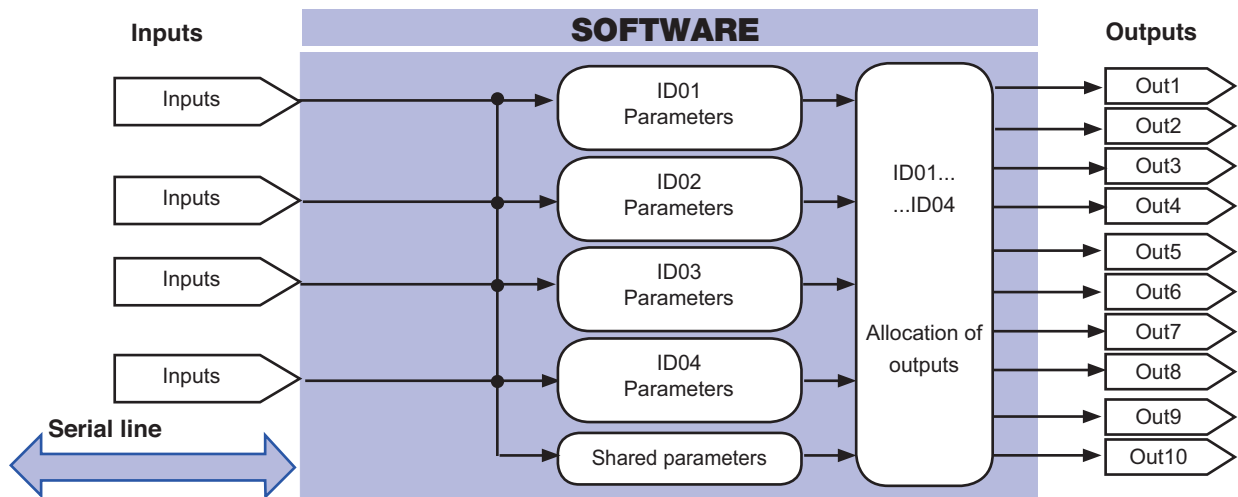 Inputs
SOFTWARE
Outputs
Inputs
ID01
Parameters
Out1
Out2
Inputs
ID02
Parameters
ID01...
...ID04
Out3
Out4
Inputs
ID03
Parameters
Out5
Out6
Inputs
ID04
Parameters
Allocation of
outputs
Out7
Out8
Serial line
Shared parameters
Out9
Out10